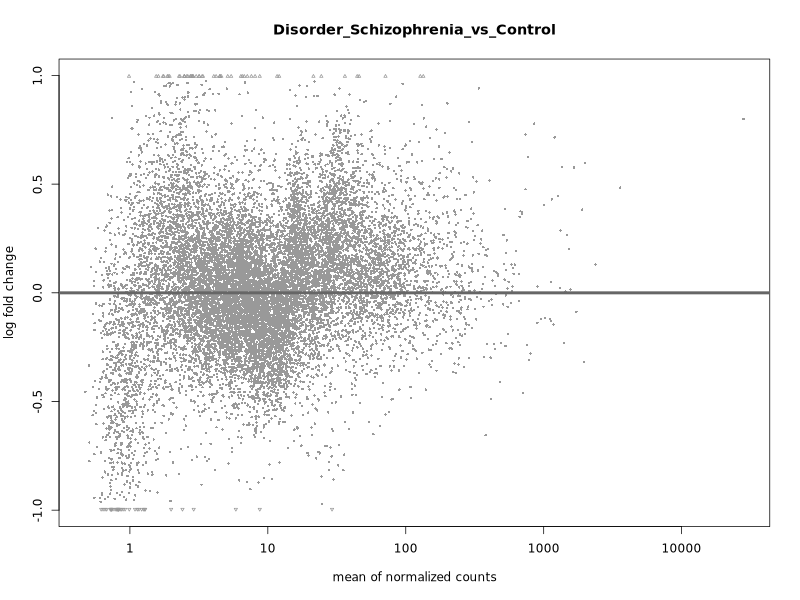 Disorder_Schizophrenia_vs_Control
1.0
0.5
0.0
-0.5
-1.0
log fold change
1 10 100 1000 10000
mean of normalized counts